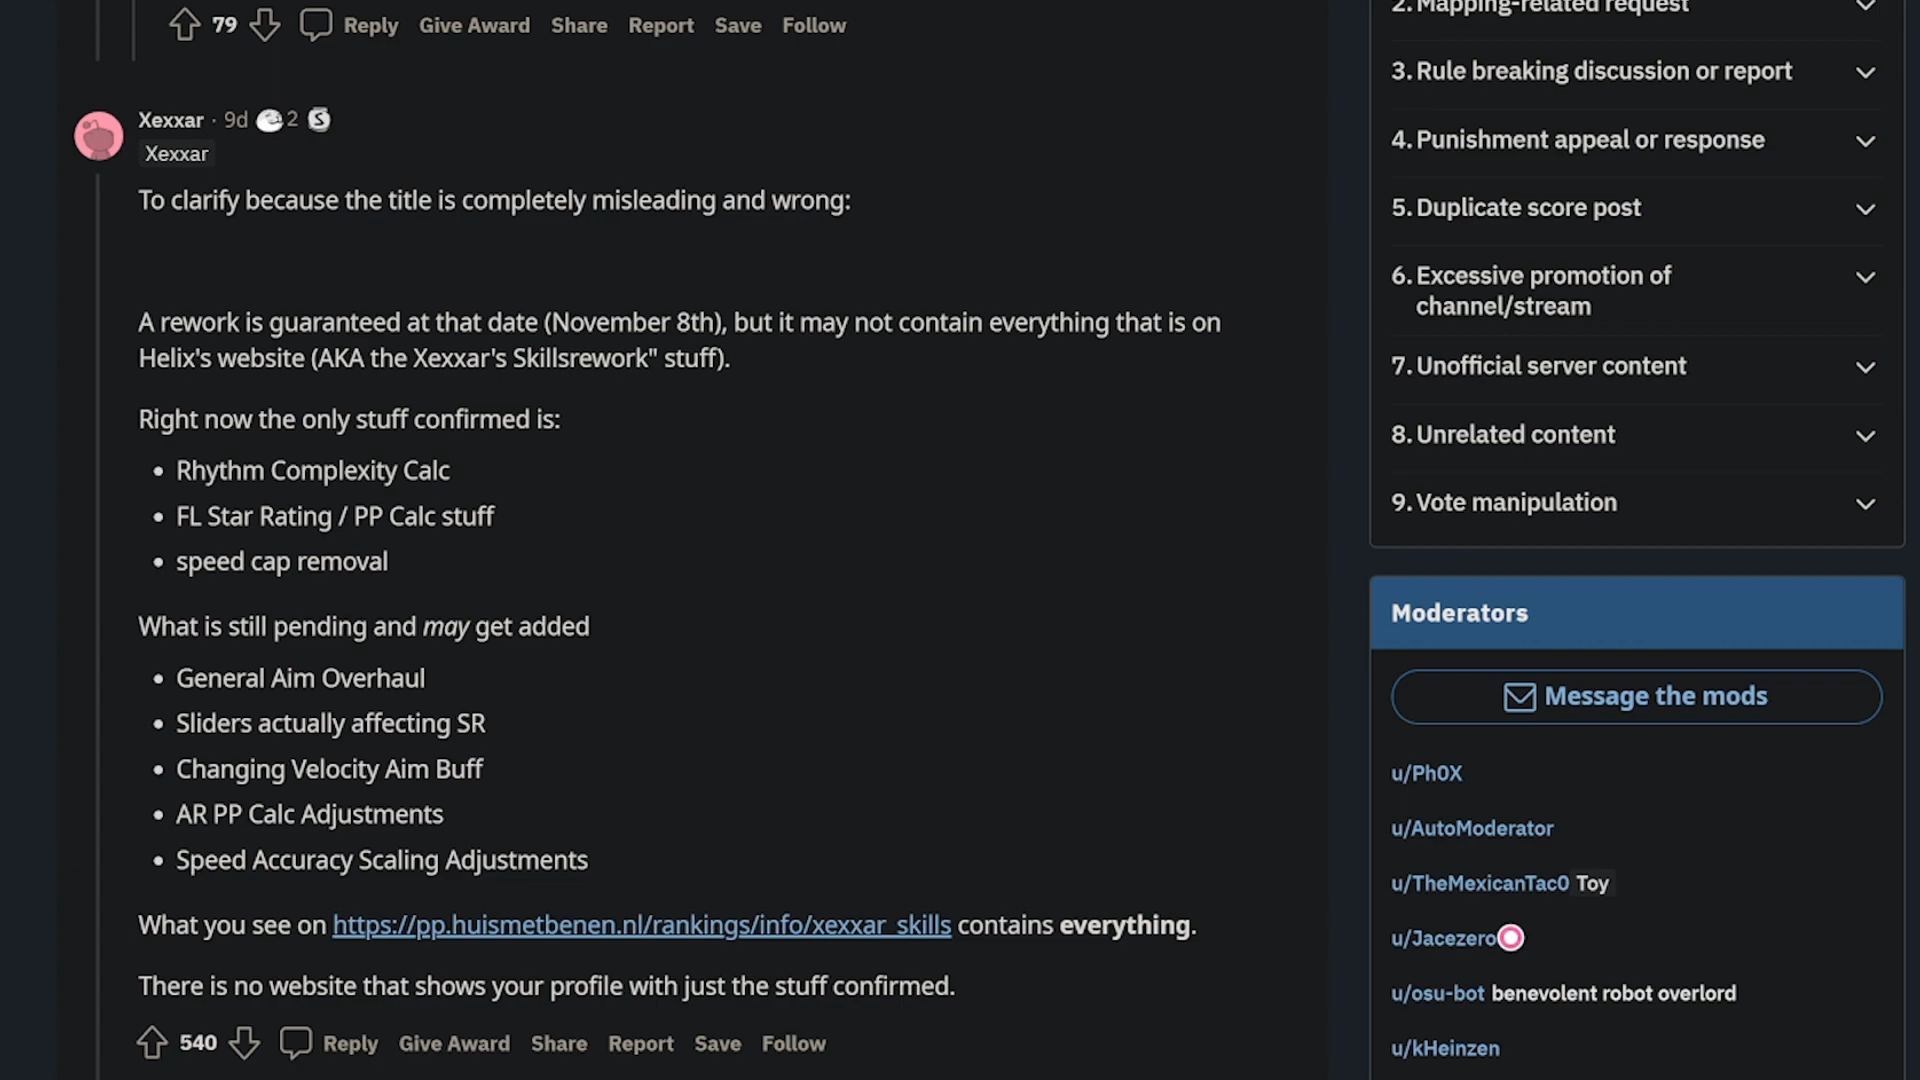 79 Reply Give Award Share Report Save Follow
Xexxar · 9d 2 S
Xexxar
To clarify because the title is completely misleading and wrong:
A rework is guaranteed at that date (November 8th), but it may not contain everything that is on
Helix's website (AKA the Xexxar's Skillsrework" stuff).
Right now the only stuff confirmed is:
• Rhythm Complexity Calc
• FL Star Rating / PP Calc stuff
• speed cap removal
What is still pending and may get added
• General Aim Overhaul
• Sliders actually affecting SR
• Changing Velocity Aim Buff
• AR PP Calc Adjustments
• Speed Accuracy Scaling Adjustments
What you see on https://pp.huismetbenen.nl/rankings/info/xexxar_skills contains everything.
There is no website that shows your profile with just the stuff confirmed.
540 Reply Give Award Share Report Save Follow
2. Mapping-related request
3. Rule breaking discussion or report
4. Punishment appeal or response
5. Duplicate score post
6. Excessive promotion of
channel/stream
7. Unofficial server content
8. Unrelated content
9. Vote manipulation
Moderators
Message the mods
u/Ph0X
u/AutoModerator
u/TheMexicanTac0 Toy
u/Jacezero
u/osu-bot benevolent robot overlord
u/kHeinzen